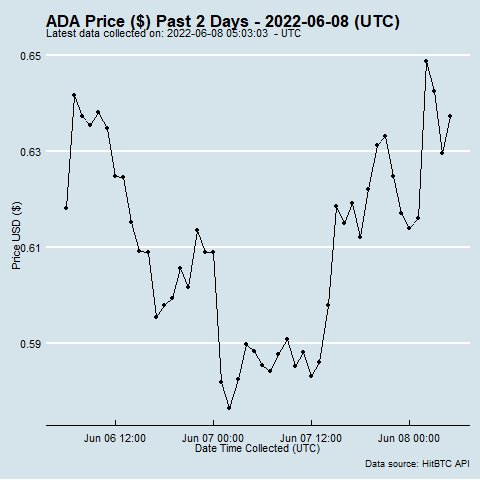 ADA Price ($) Past 2 Days - 2022-06-08 (UTC)
Latest data collected on: 2022-06-08 05:03:03 - UTC
0.65
0.63
0.61
0.59
Price USD ($)
Jun 06 12:00 Jun 07 00:00 Jun 07 12:00 Jun 08 00:00
Date Time Collected (UTC)
Data source: HitBTC API